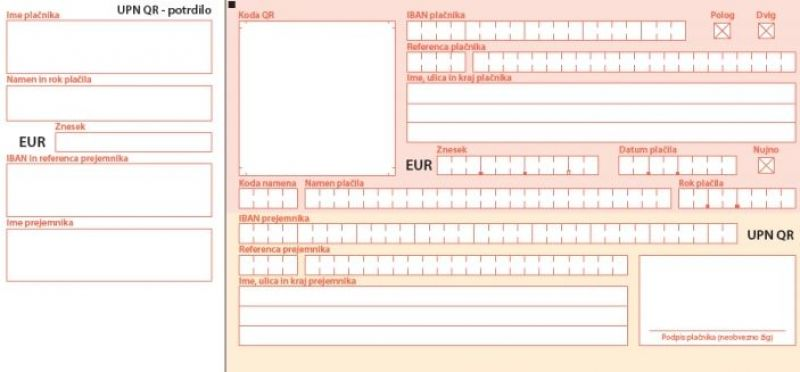 UPN QR - potrdilo
Ime plačnika
Namen in rok plačila
Znesek
EUR
IBAN in referenca prejemnika
Ime prejemnika
Koda QR
IBAN plačnika
Polog
Dvig
Referenca plačnika
Ime, ulica in kraj plačnika
Znesek
Datum plačila
Nujno
EUR
Koda namena
Namen plačila
Rok plačila
IBAN prejemnika
UPN QR
Referenca prejemnika
Ime, ulica in kraj prejemnika
Podpis plačnika (neobvezno žig)